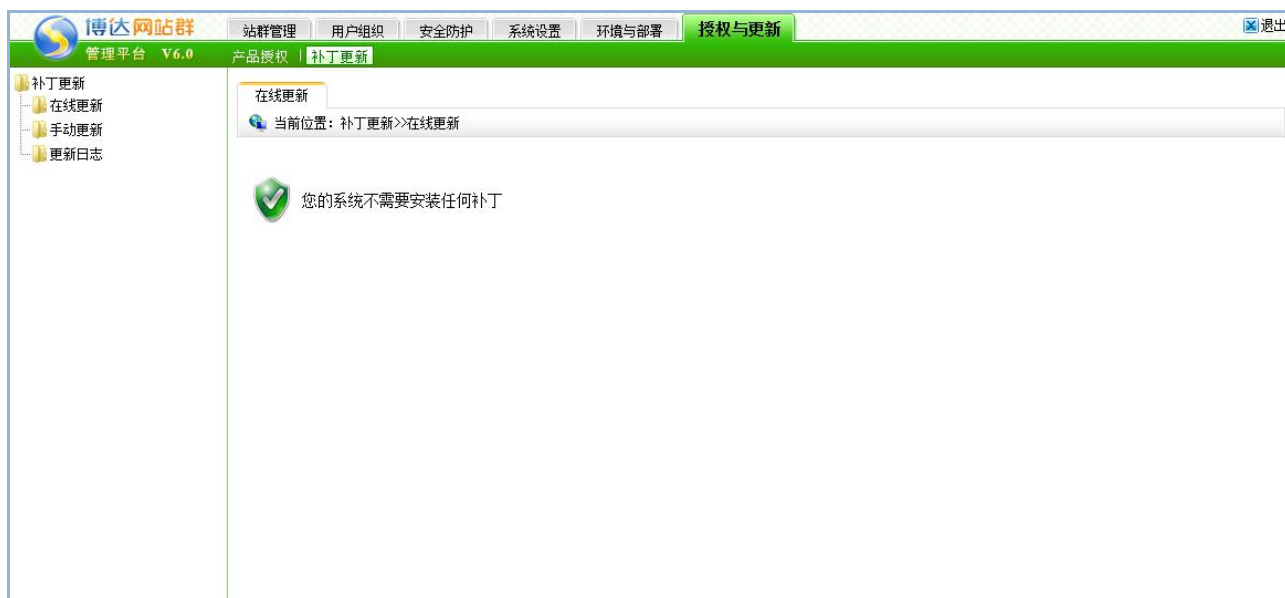 博达网站群
管理平台 V6.0
站群管理 用户组织 安全防护 系统设置 环境与部署 授权与更新 退出
产品授权 | 补丁更新
补丁更新
在线更新
手动更新
更新日志
在线更新
当前位置：补丁更新>>在线更新
您的系统不需要安装任何补丁